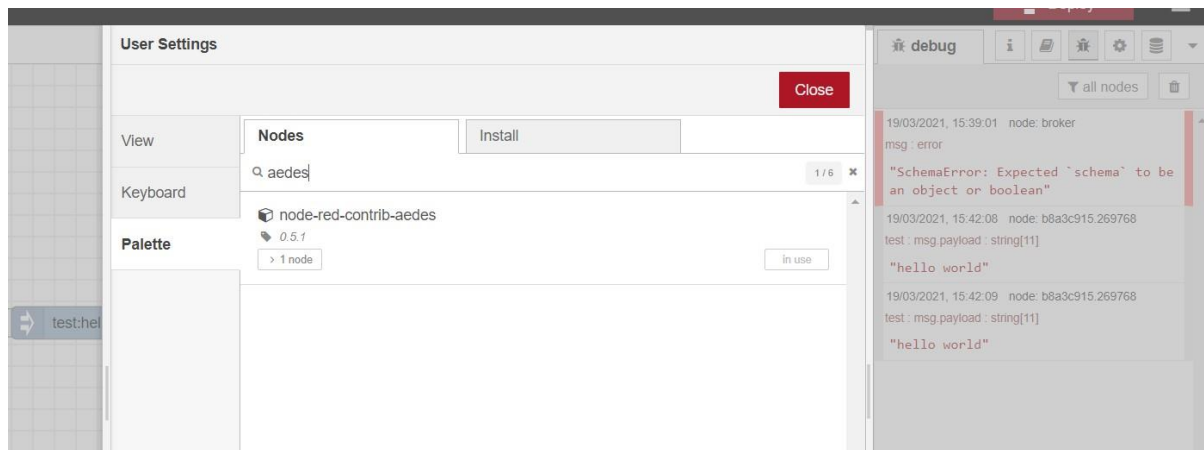 User Settings
Close
View
Keyboard
Palette
Nodes
Install
aedes
1 / 6
node-red-contrib-aedes
0.5.1
> 1 node
in use
test:hel
debug
i
all nodes
19/03/2021, 15:39:01 node: broker
msg : error
"SchemaError: Expected `schema` to be
an object or boolean"
19/03/2021, 15:42:08 node: b8a3c915.269768
test : msg.payload : string[11]
"hello world"
19/03/2021, 15:42:09 node: b8a3c915.269768
test : msg.payload : string[11]
"hello world"